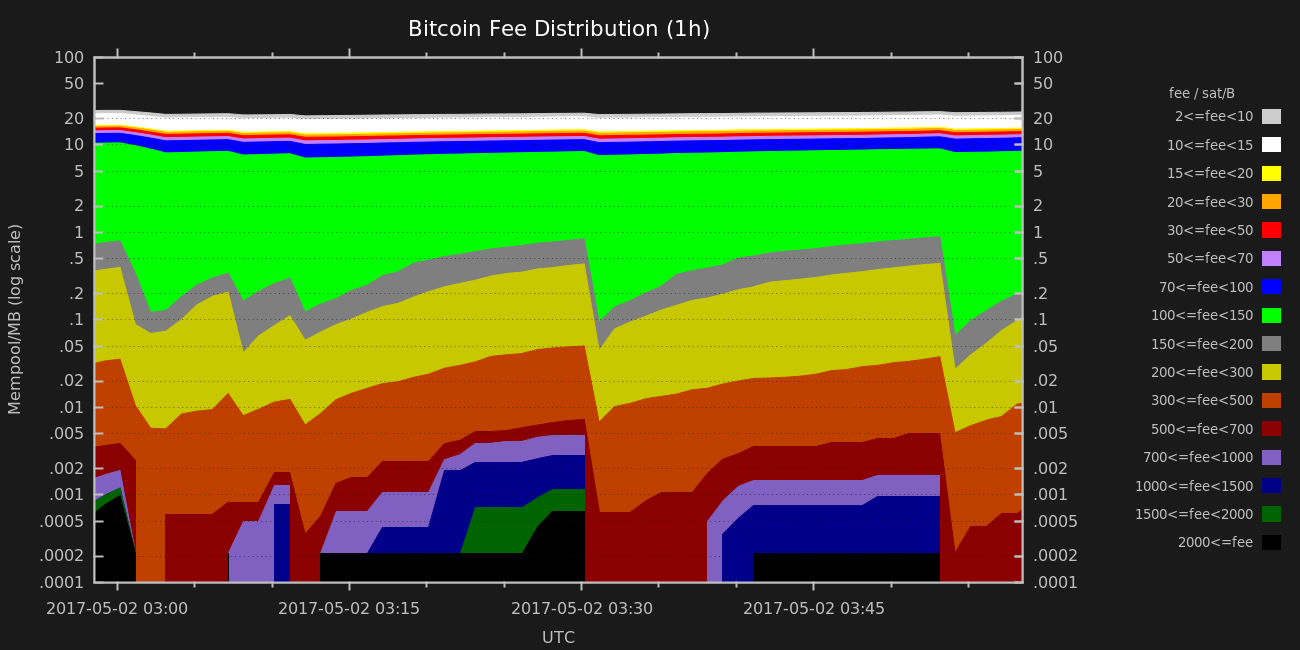 Bitcoin Fee Distribution (1h)
Mempool/MB (log scale)
100
50
20
10
5
2
1
.5
.2
.1
.05
.02
.01
.005
.002
.001
.0005
.0002
.0001
100
50
20
10
5
2
1
.5
.2
.1
.05
.02
.01
.005
.002
.001
.0005
.0002
.0001
2017-05-02 03:00
2017-05-02 03:15
2017-05-02 03:30
2017-05-02 03:45
UTC
fee / sat/B
2<=fee<10
10<=fee<15
15<=fee<20
20<=fee<30
30<=fee<50
50<=fee<70
70<=fee<100
100<=fee<150
150<=fee<200
200<=fee<300
300<=fee<500
500<=fee<700
700<=fee<1000
1000<=fee<1500
1500<=fee<2000
2000<=fee